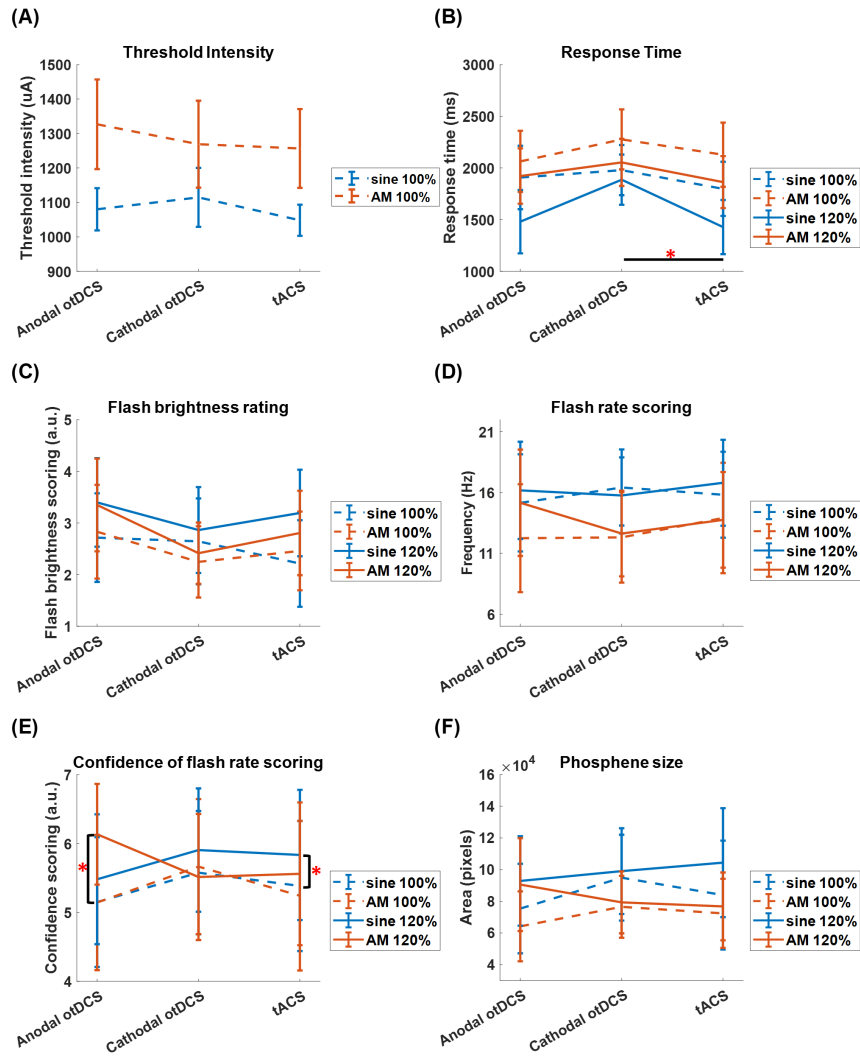 (A)
Threshold Intensity
Threshold Intensity (uA)
1500
1400
1300
1200
1100
1000
900
Anodal otDCS
Cathodal otDCS
tACS
sine 100%
AM 100%
(B)
Response Time
Response time (ms)
3000
2500
2000
1500
1000
*
Anodal otDCS
Cathodal otDCS
tACS
sine 100%
AM 100%
sine 120%
AM 120%
(C)
Flash brightness rating
Flash brightness scoring (a.u.)
5
4
3
2
1
Anodal otDCS
Cathodal otDCS
tACS
sine 100%
AM 100%
sine 120%
AM 120%
(D)
Flash rate scoring
Frequency (Hz)
21
16
11
6
Anodal otDCS
Cathodal otDCS
tACS
sine 100%
AM 100%
sine 120%
AM 120%
(E)
Confidence of flash rate scoring
Confidence scoring (a.u.)
7
6
5
4
*
*
Anodal otDCS
Cathodal otDCS
tACS
sine 100%
AM 100%
sine 120%
AM 120%
(F)
Phosphene size
×10⁴
Area (pixels)
16
14
12
10
8
6
4
Anodal otDCS
Cathodal otDCS
tACS
sine 100%
AM 100%
sine 120%
AM 120%